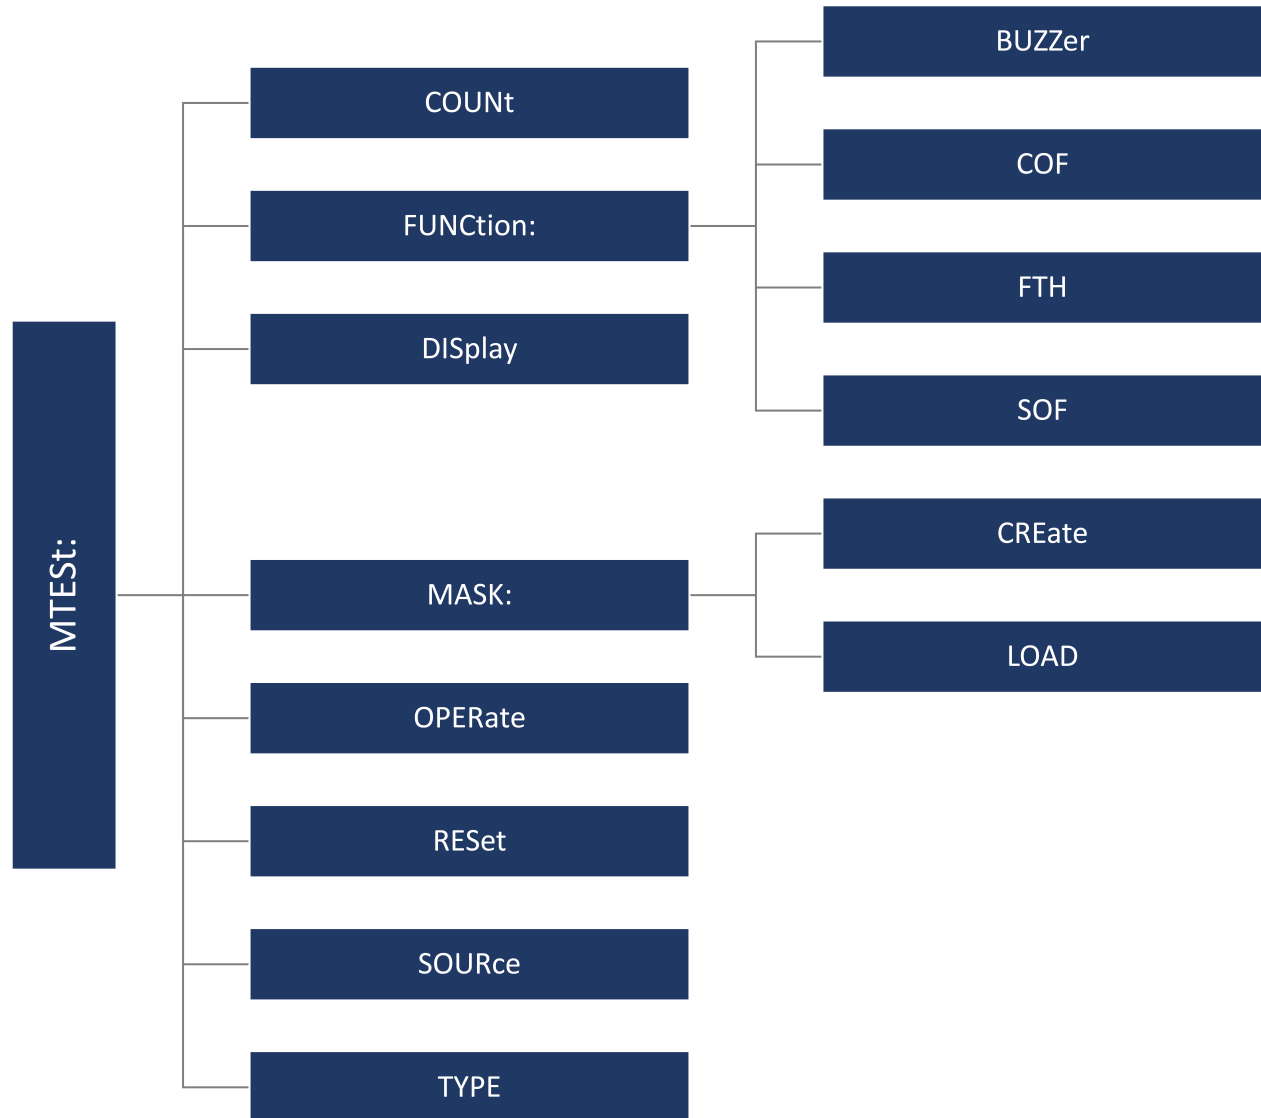 MTESt:
COUNt
FUNCtion:
BUZZer
COF
FTH
SOF
DISplay
MASK:
CREate
LOAD
OPERate
RESet
SOURce
TYPE